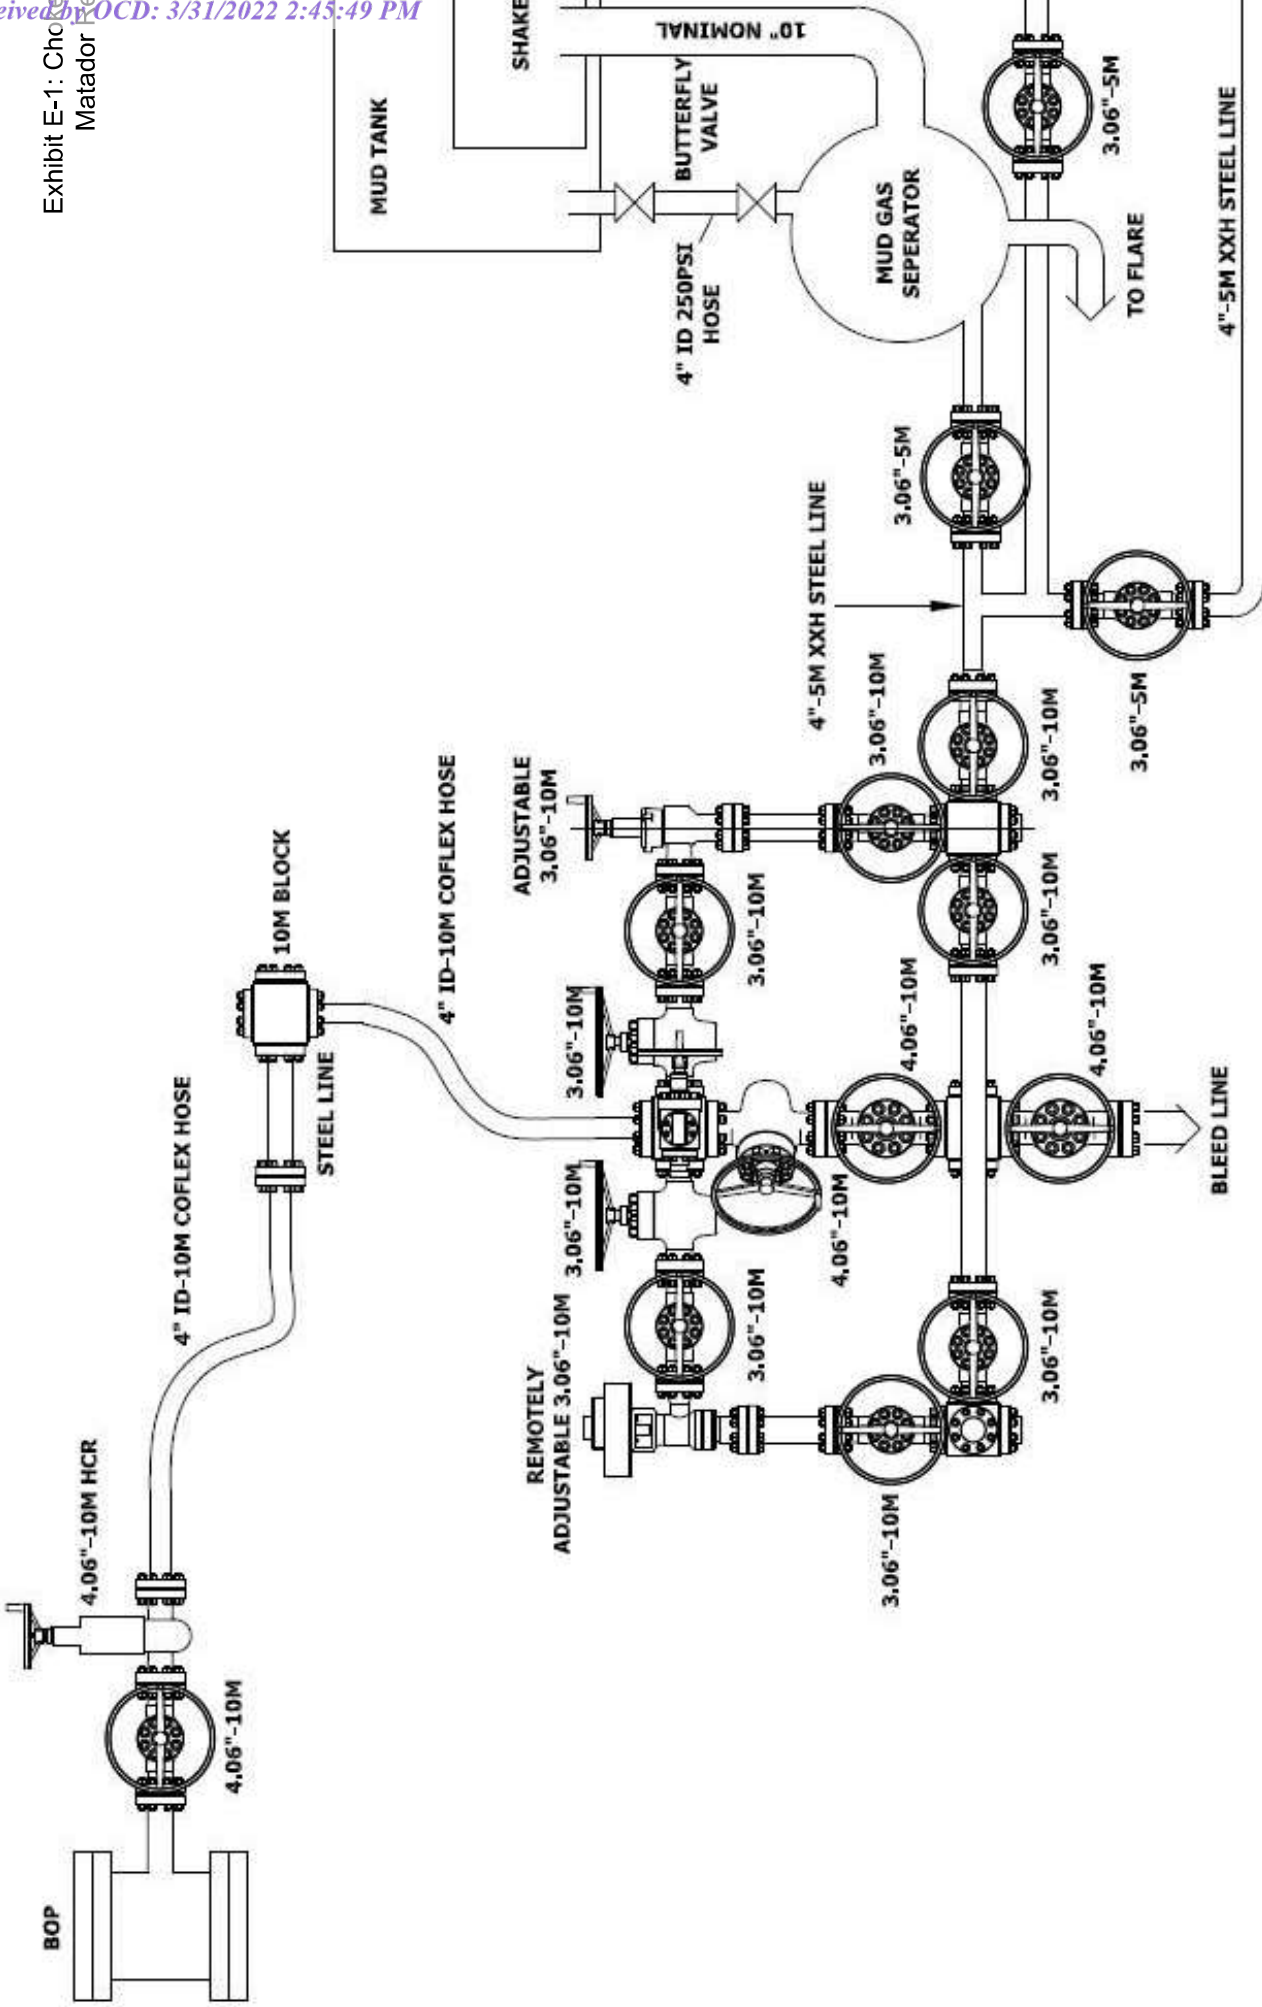 eived by OCD: 3/31/2022 2:45:49 PM
Exhibit E-1: Choke
Matador Re
BOP
4.06"-10M
4.06"-10M HCR
4" ID-10M COFLEX HOSE
STEEL LINE
10M BLOCK
4" ID-10M COFLEX HOSE
MUD TANK
SHAKE
10" NOMINAL
BUTTERFLY
VALVE
4" ID 250PSI
HOSE
MUD GAS
SEPERATOR
TO FLARE
3.06"-5M
4"-5M XXH STEEL LINE
3.06"-5M
4"-5M XXH STEEL LINE
3.06"-5M
ADJUSTABLE
3.06"-10M
3.06"-10M
3.06"-10M
3.06"-10M
3.06"-10M
3.06"-10M
3.06"-10M
REMOTELY
ADJUSTABLE 3.06"-10M
3.06"-10M
4.06"-10M
4.06"-10M
4.06"-10M
BLEED LINE
3.06"-10M
3.06"-10M